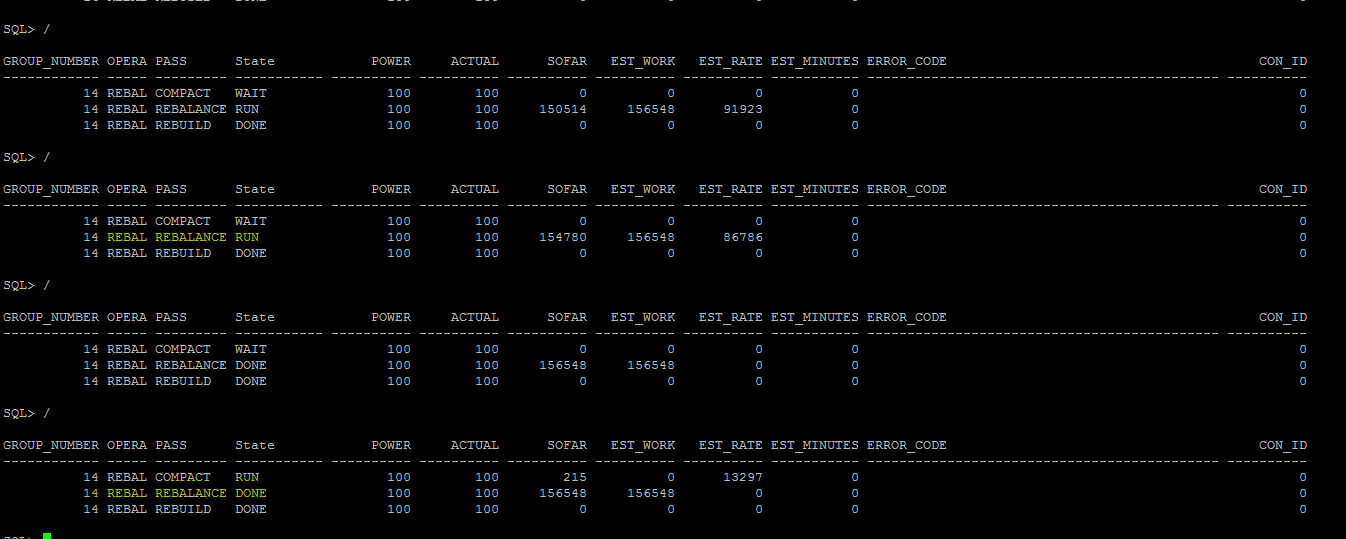 SQL> /
GROUP_NUMBER OPERA PASS      State            POWER     ACTUAL      SOFAR   EST_WORK   EST_RATE EST_MINUTES ERROR_CODE                                       CON_ID
------------ ----- --------- ----------- ---------- ---------- ---------- ---------- ---------- ----------- -------------------------------------------- ----------
          14 REBAL COMPACT   WAIT               100        100          0          0          0           0                                                       0
          14 REBAL REBALANCE RUN                100        100     150514     156548      91923           0                                                       0
          14 REBAL REBUILD   DONE               100        100          0          0          0           0                                                       0
SQL> /
GROUP_NUMBER OPERA PASS      State            POWER     ACTUAL      SOFAR   EST_WORK   EST_RATE EST_MINUTES ERROR_CODE                                       CON_ID
------------ ----- --------- ----------- ---------- ---------- ---------- ---------- ---------- ----------- -------------------------------------------- ----------
          14 REBAL COMPACT   WAIT               100        100          0          0          0           0                                                       0
          14 REBAL REBALANCE RUN                100        100     154780     156548      86786           0                                                       0
          14 REBAL REBUILD   DONE               100        100          0          0          0           0                                                       0
SQL> /
GROUP_NUMBER OPERA PASS      State            POWER     ACTUAL      SOFAR   EST_WORK   EST_RATE EST_MINUTES ERROR_CODE                                       CON_ID
------------ ----- --------- ----------- ---------- ---------- ---------- ---------- ---------- ----------- -------------------------------------------- ----------
          14 REBAL COMPACT   WAIT               100        100          0          0          0           0                                                       0
          14 REBAL REBALANCE DONE               100        100     156548     156548          0           0                                                       0
          14 REBAL REBUILD   DONE               100        100          0          0          0           0                                                       0
SQL> /
GROUP_NUMBER OPERA PASS      State            POWER     ACTUAL      SOFAR   EST_WORK   EST_RATE EST_MINUTES ERROR_CODE                                       CON_ID
------------ ----- --------- ----------- ---------- ---------- ---------- ---------- ---------- ----------- -------------------------------------------- ----------
          14 REBAL COMPACT   RUN                100        100        215          0      13297           0                                                       0
          14 REBAL REBALANCE DONE               100        100     156548     156548          0           0                                                       0
          14 REBAL REBUILD   DONE               100        100          0          0          0           0                                                       0